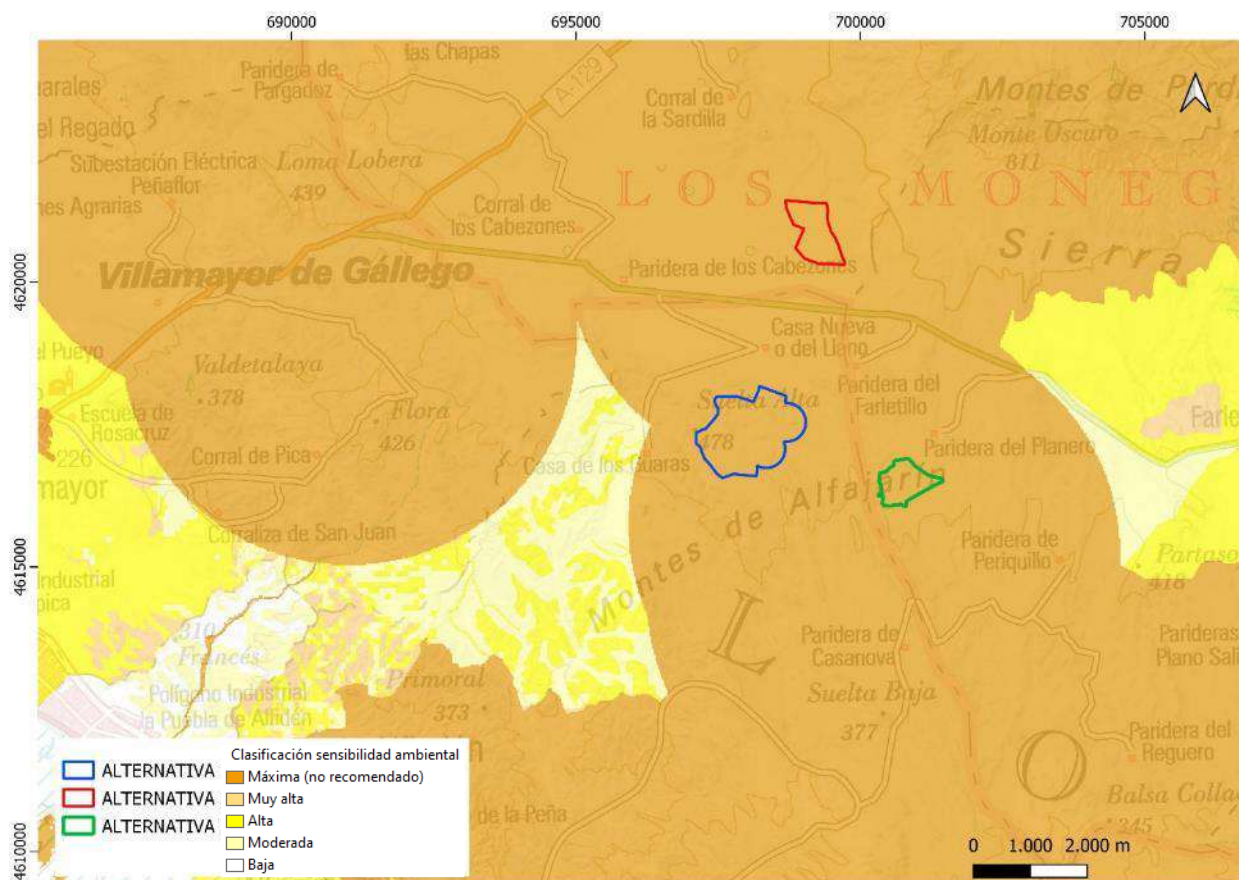 690000
695000
700000
705000
las Chapas
Paridera de
Pargadoz
A-129
Corral de
la Sardilla
Montes de Perd
Monte Oscuro
811
uarales
el Regado
Subestación Eléctrica
Peñaflor
nes Agrarias
Loma Lobera
439
LOS MONEG
Corral de
los Cabezones
Sierra
4620000
Villamayor de Gállego
Paridera de los Cabezones
Casa Nueva
o del Llano
el Pueyo
Valdetalaya
378
Suelta Alta
478
Paridera del
Farletillo
Escuela de
Rosacruz
Flora
426
Farle
226
mayor
Corral de Pica
Casa de los Guaras
Paridera del Planero
Montes de Alfajarín
Corraliza de San Juan
Paridera de
Periquillo
Partaso
418
4615000
Industrial
pica
310
Francés
L
Paridera de
Casanova
Parideras
Plano Sali
Polígono Industrial
la Puebla de Alfidén
Primoral
373
Suelta Baja
377
Paridera del
Reguero
O
Balsa Colla
345
de la Peña
4610000
Clasificación sensibilidad ambiental
ALTERNATIVA
ALTERNATIVA
ALTERNATIVA
Máxima (no recomendado)
Muy alta
Alta
Moderada
Baja
0 1.000 2.000 m